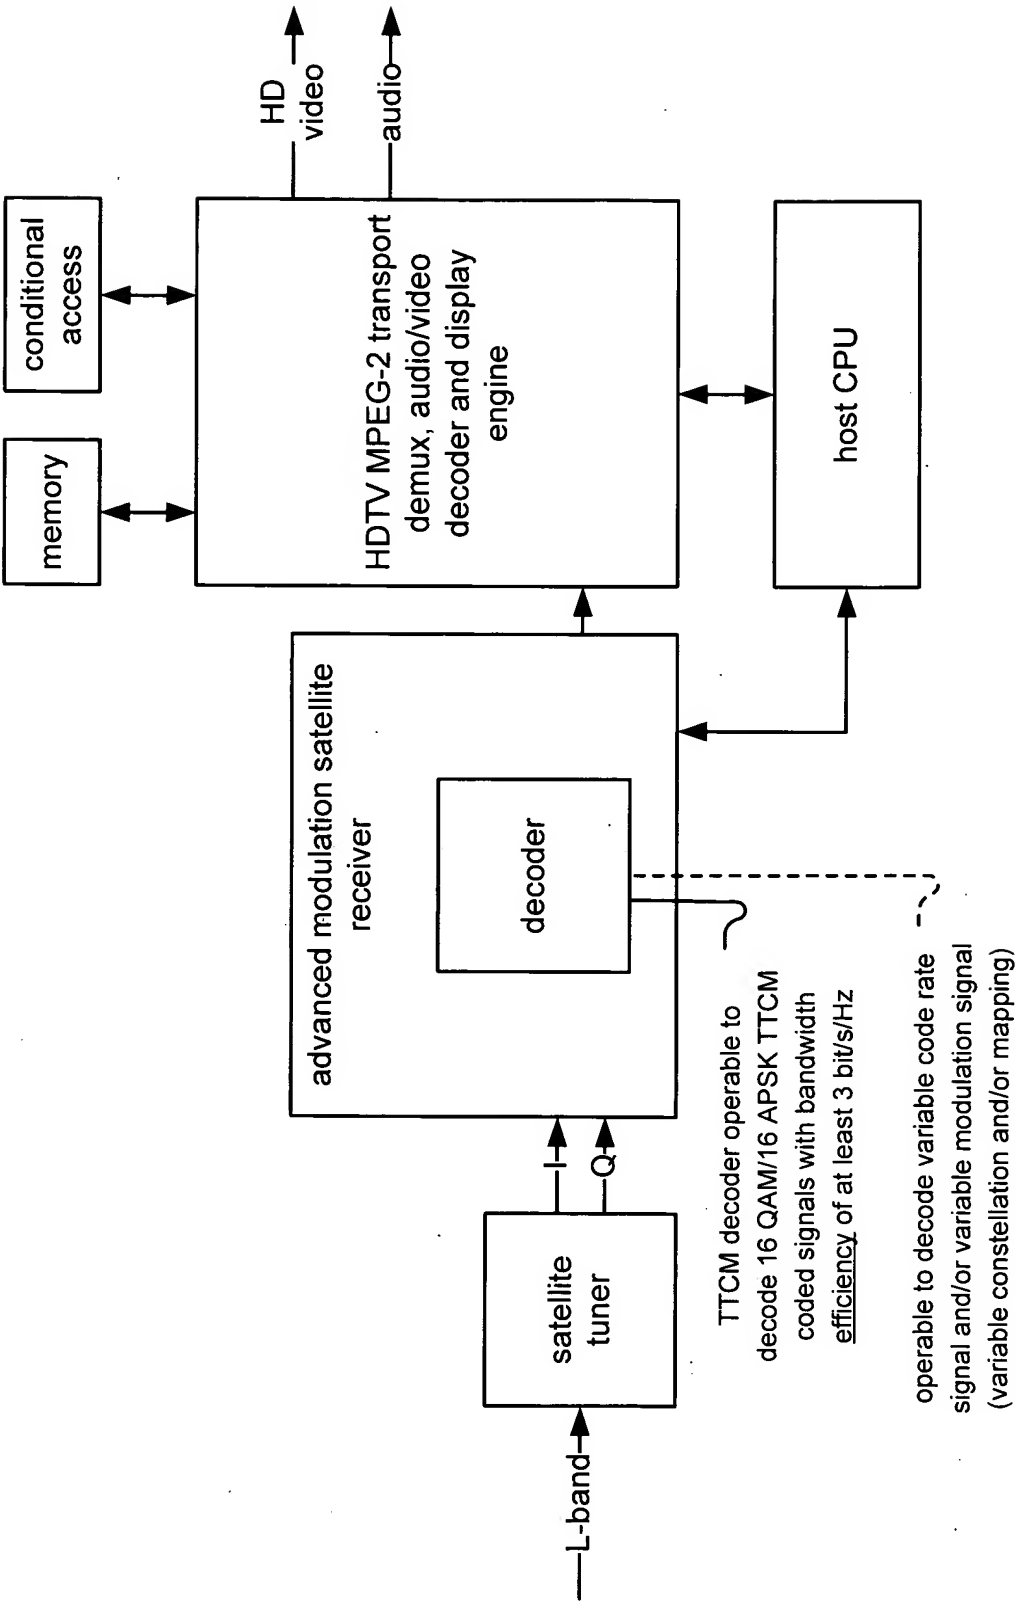 L-band
satellite
tuner
I
Q
advanced modulation satellite
receiver
decoder
TTCM decoder operable to
decode 16 QAM/16 APSK TTCM
coded signals with bandwidth
efficiency of at least 3 bit/s/Hz
operable to decode variable code rate
signal and/or variable modulation signal
(variable constellation and/or mapping)
memory
conditional
access
HDTV MPEG-2 transport
demux, audio/video
decoder and display
engine
host CPU
HD
video
audio